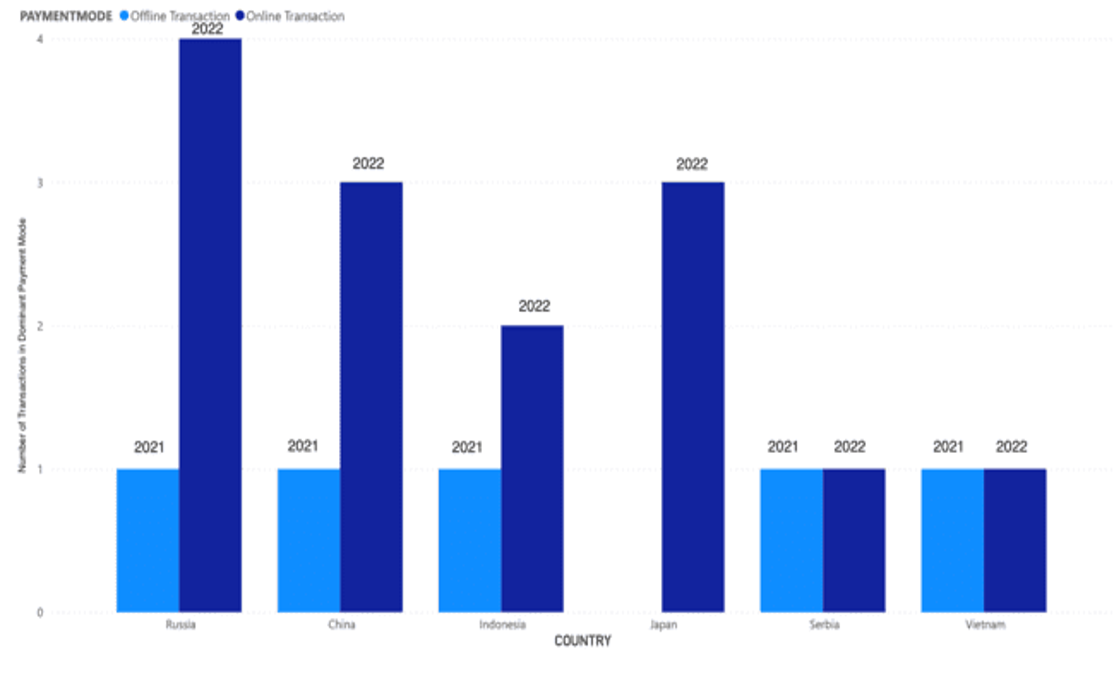 PAYMENTMODE Offline Transaction Online Transaction
2022
4
2022
2022
3
2022
2
2021
2021
2021
2021
2022
2021
2022
1
0
Number of Transactions in Dominant Payment Mode
Russia
China
Indonesia
Japan
Serbia
Vietnam
COUNTRY